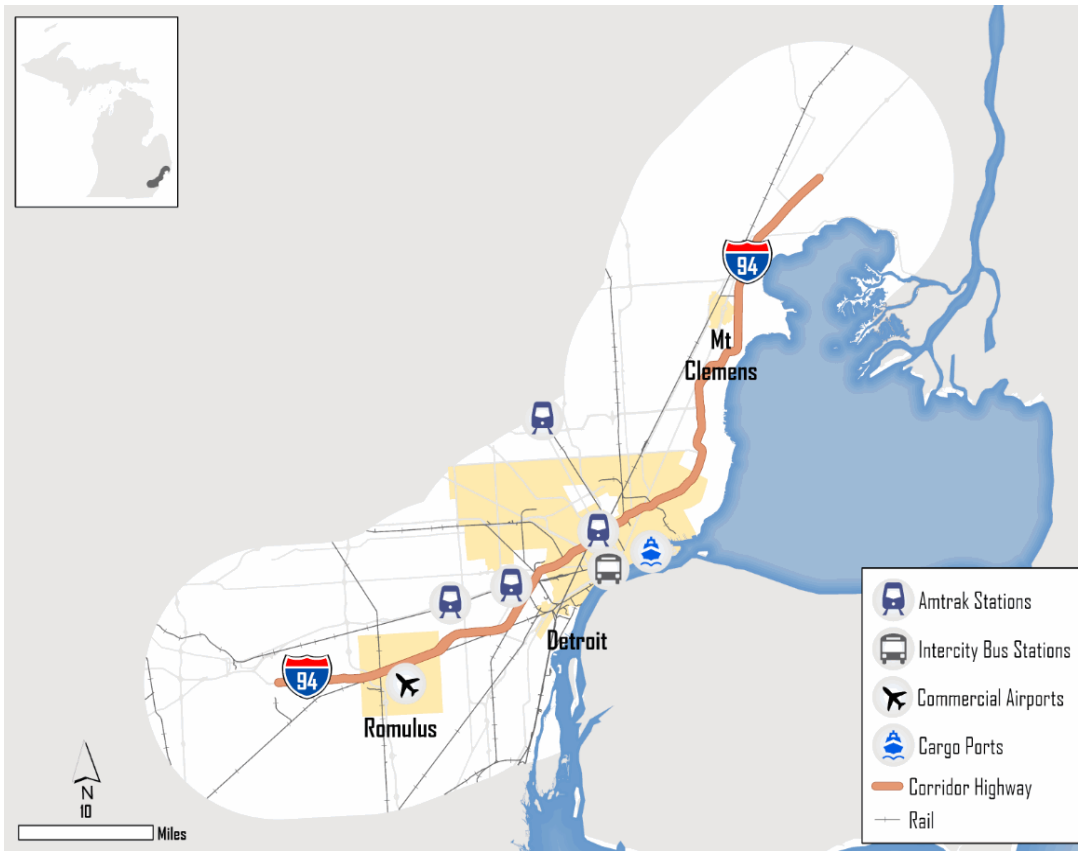 94
Mt
Clemens
Detroit
94
Romulus
N
10
Miles
Amtrak Stations
Intercity Bus Stations
Commercial Airports
Cargo Ports
Corridor Highway
Rail